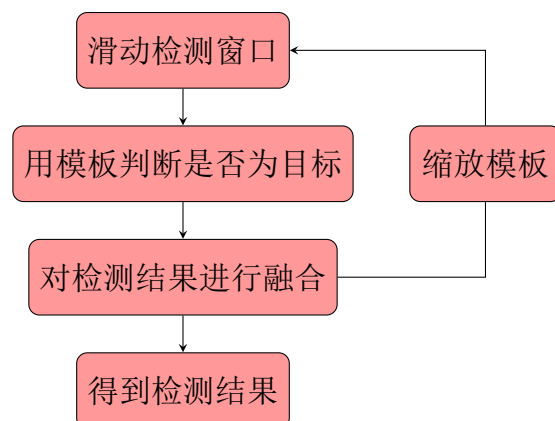 滑动检测窗口
用模板判断是否为目标
缩放模板
对检测结果进行融合
得到检测结果